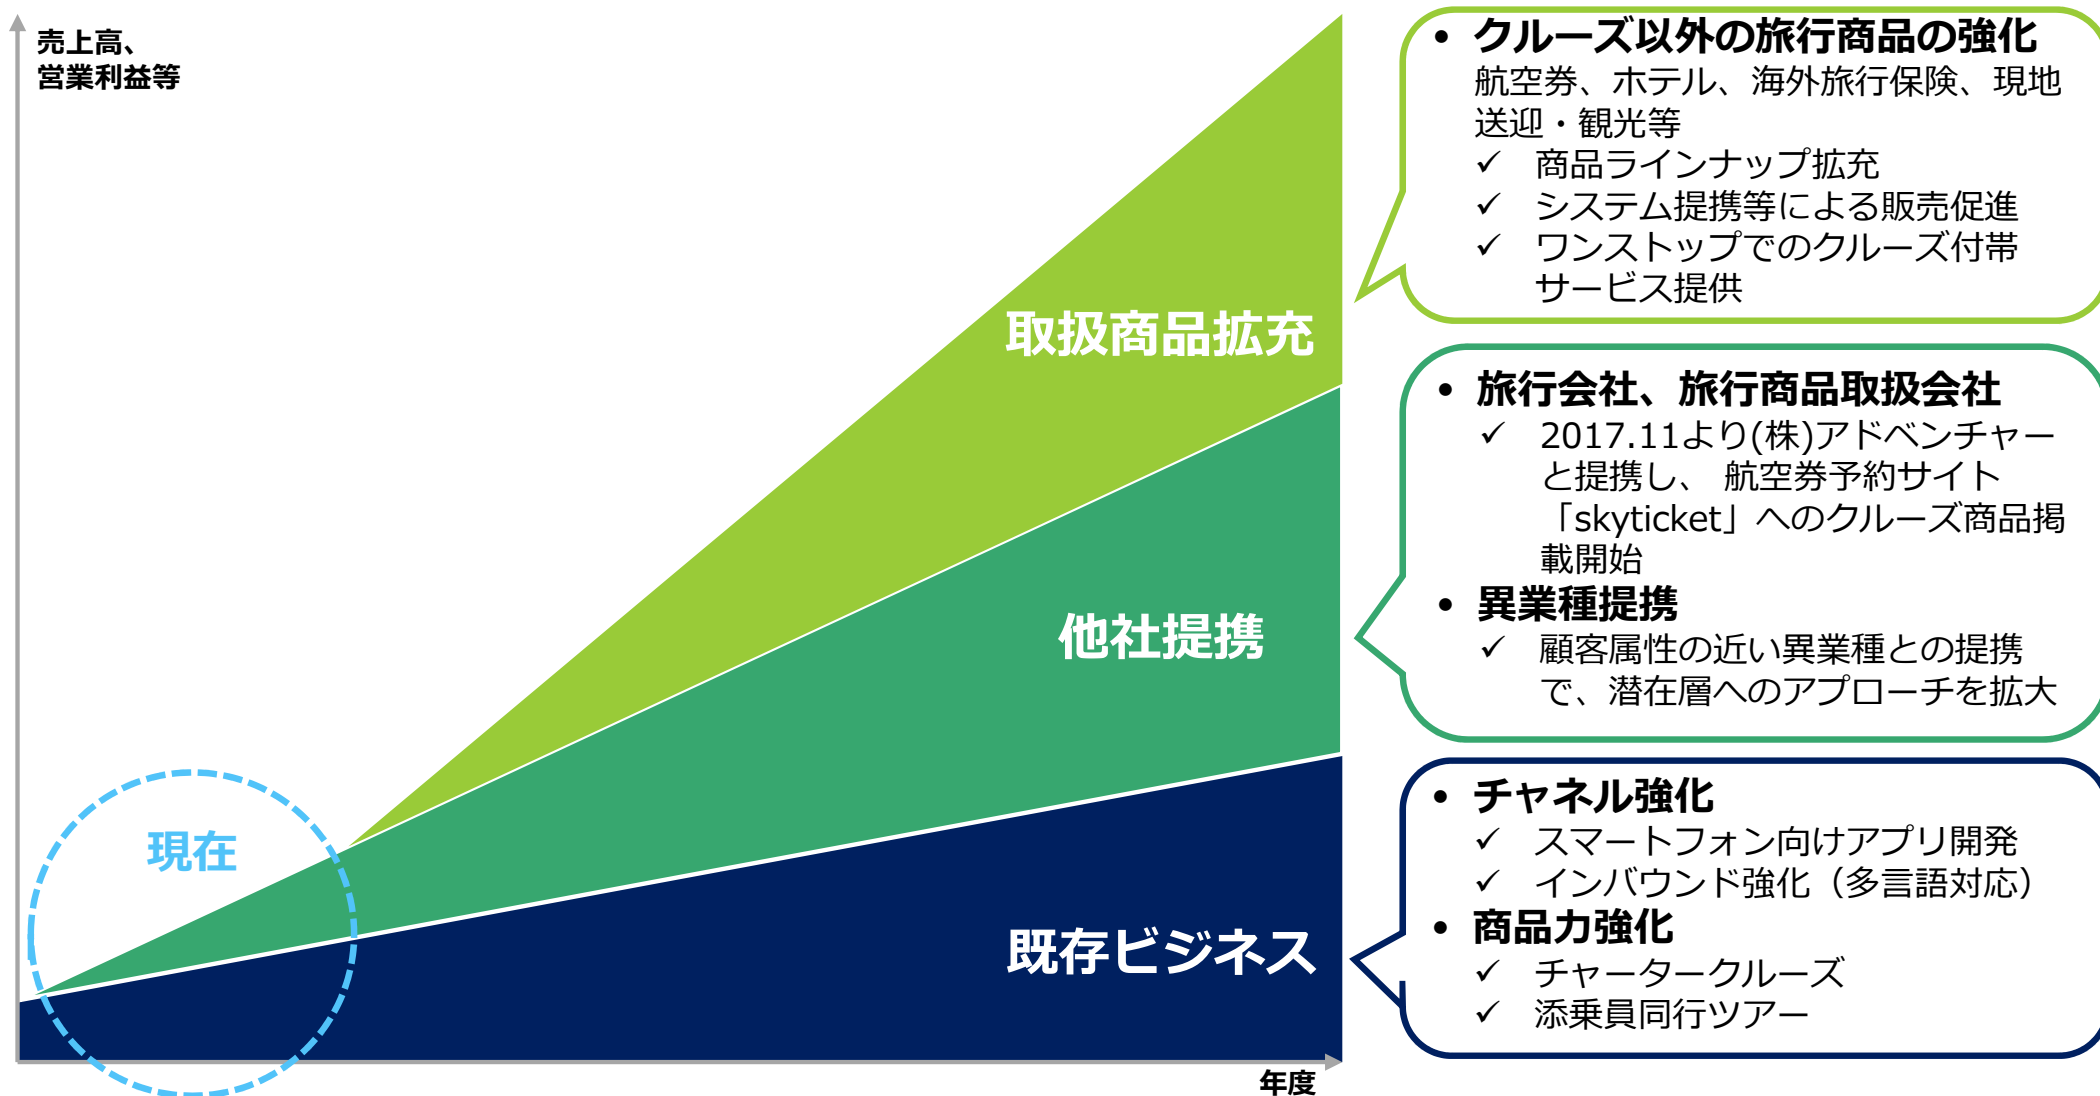 売上高、
営業利益等
取扱商品拡充
他社提携
既存ビジネス
現在
年度
• クルーズ以外の旅行商品の強化
航空券、ホテル、海外旅行保険、現地
送迎・観光等
✓ 商品ラインナップ拡充
✓ システム提携等による販売促進
✓ ワンストップでのクルーズ付帯
サービス提供
• 旅行会社、旅行商品取扱会社
✓ 2017.11より(株)アドベンチャー
と提携し、 航空券予約サイト
「skyticket」へのクルーズ商品掲
載開始
• 異業種提携
✓ 顧客属性の近い異業種との提携
で、潜在層へのアプローチを拡大
• チャネル強化
✓ スマートフォン向けアプリ開発
✓ インバウンド強化（多言語対応）
• 商品力強化
✓ チャータークルーズ
✓ 添乗員同行ツアー